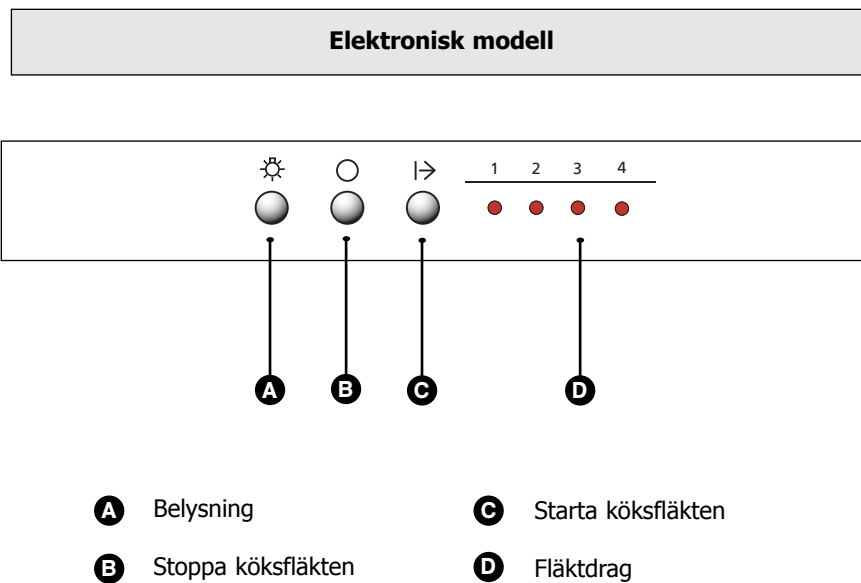 Elektronisk modell
1 2 3 4
A B C D
A Belysning
B Stoppa köksfläkten
C Starta köksfläkten
D Fläktdrag